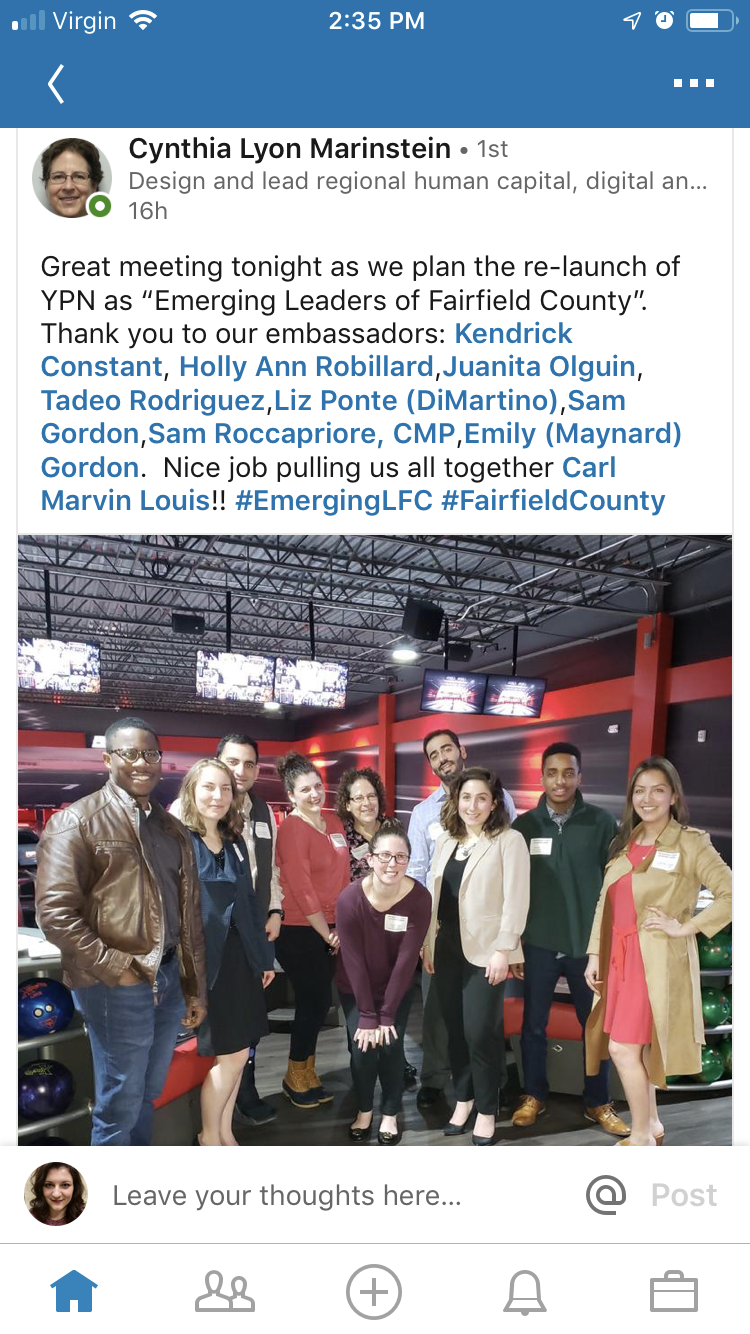 Virgin 2:35 PM
Cynthia Lyon Marinstein • 1st
Design and lead regional human capital, digital an...
16h
Great meeting tonight as we plan the re-launch of
YPN as “Emerging Leaders of Fairfield County”.
Thank you to our embassadors: Kendrick
Constant, Holly Ann Robillard,Juanita Olguin,
Tadeo Rodriguez,Liz Ponte (DiMartino),Sam
Gordon,Sam Roccapriore, CMP,Emily (Maynard)
Gordon.  Nice job pulling us all together Carl
Marvin Louis!! #EmergingLFC #FairfieldCounty
Leave your thoughts here...
Post